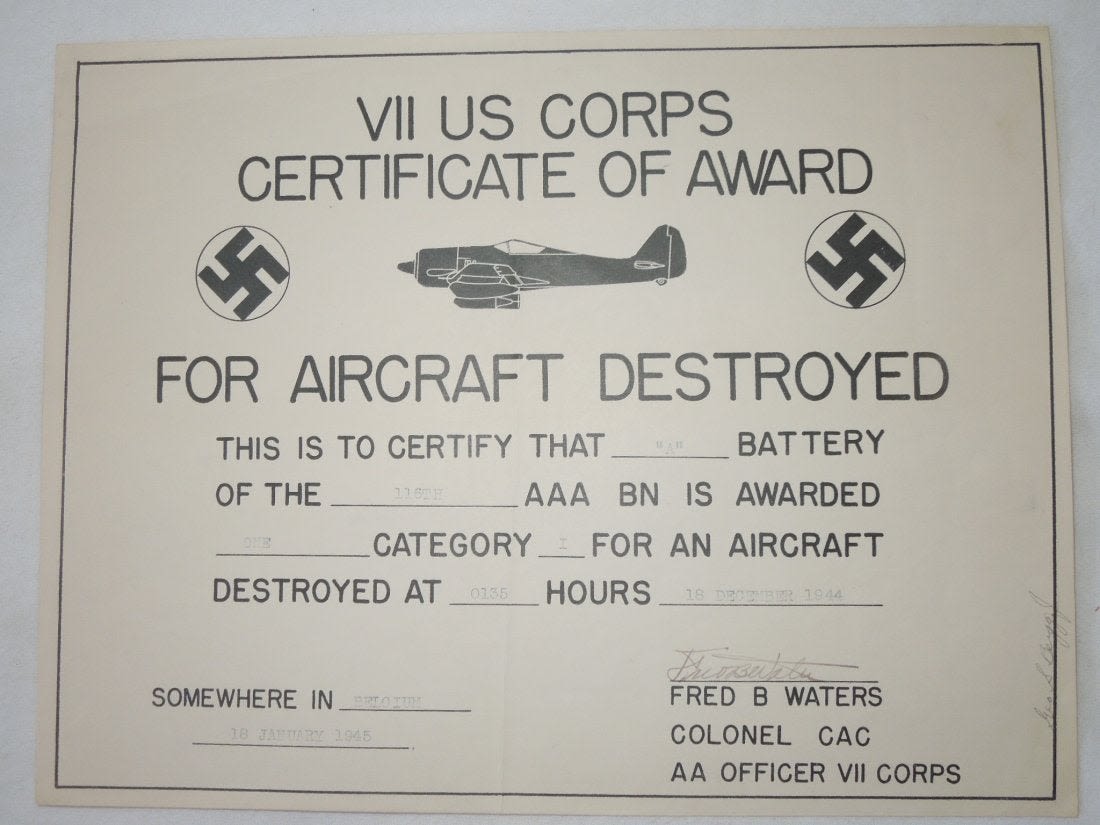 VII US CORPS
CERTIFICATE OF AWARD
FOR AIRCRAFT DESTROYED
THIS IS TO CERTIFY THAT "A" BATTERY
OF THE 116TH AAA BN IS AWARDED
ONE CATEGORY I FOR AN AIRCRAFT
DESTROYED AT 0135 HOURS 18 DECEMBER 1944
SOMEWHERE IN BELGIUM
18 JANUARY 1945
FRED B WATERS
COLONEL CAC
AA OFFICER VII CORPS